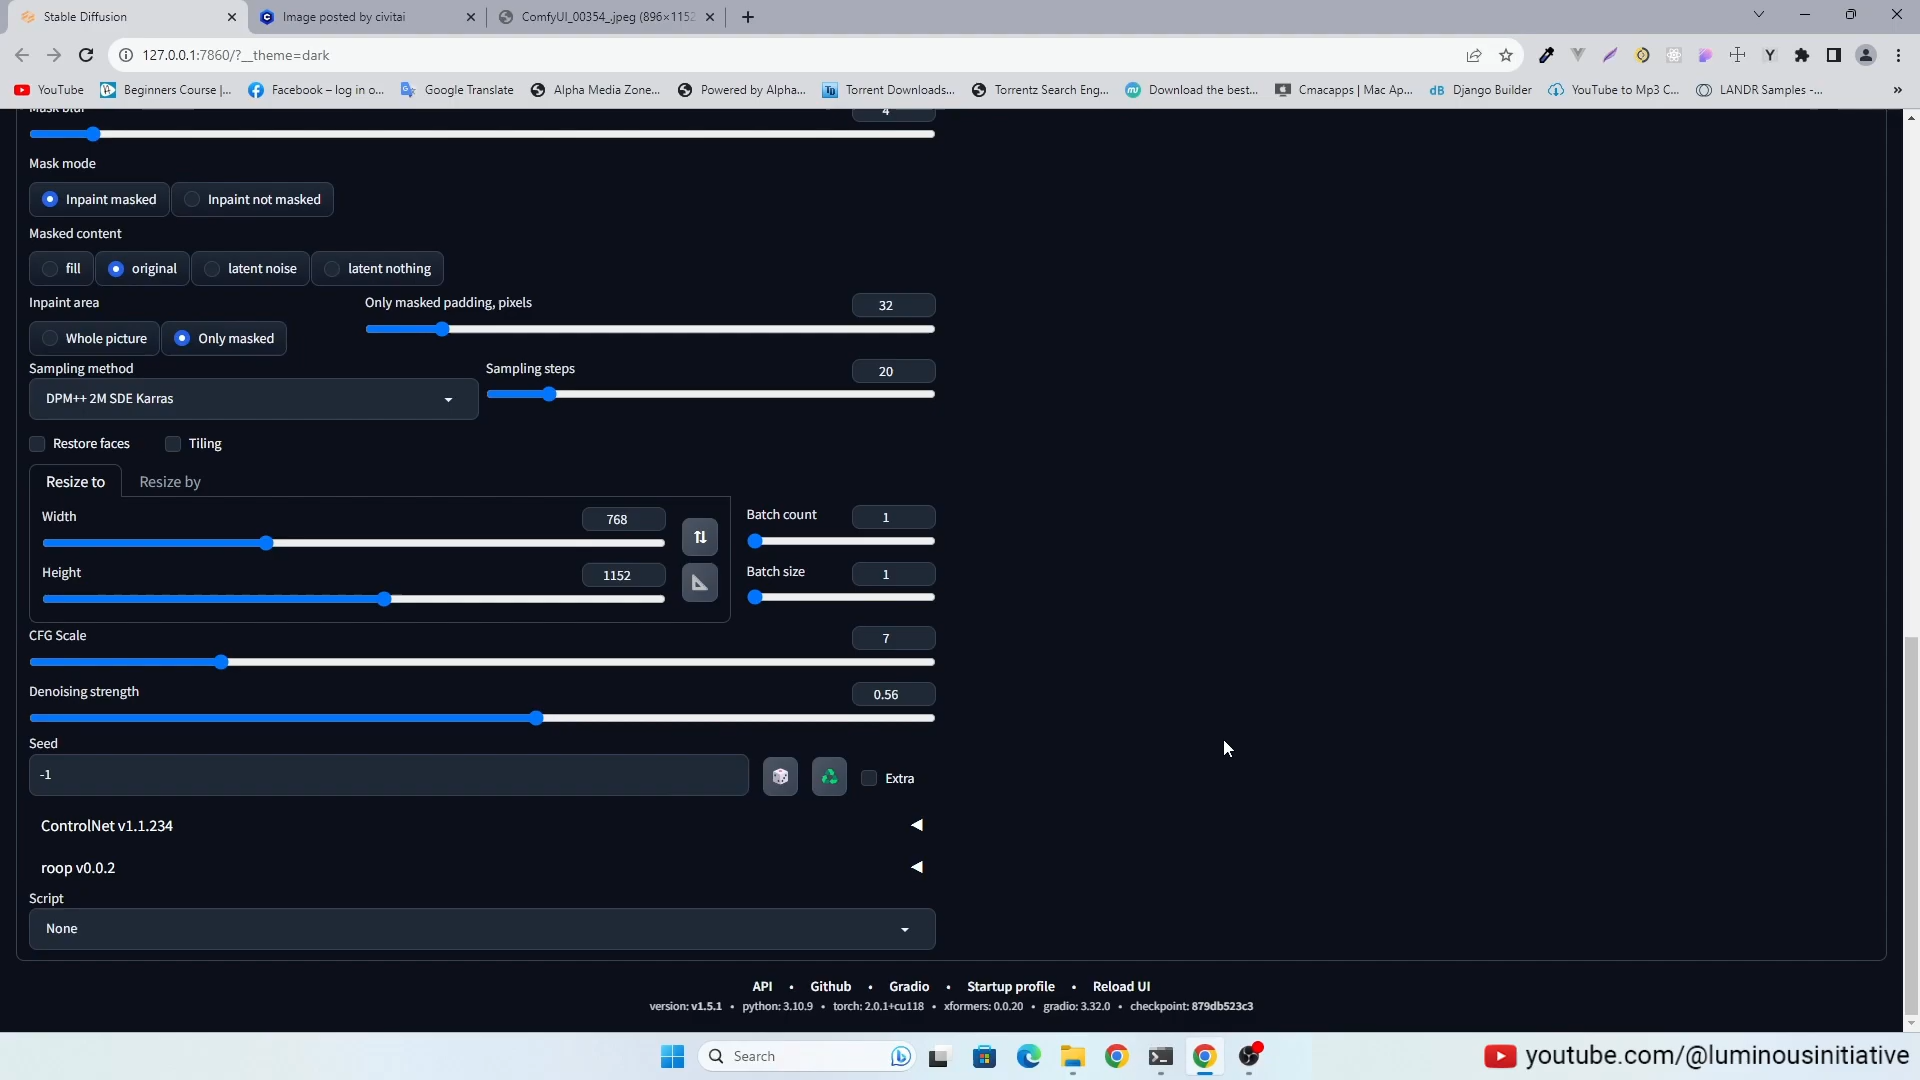 Stable Diffusion
Image posted by civitai
ComfyUI_00354_.jpeg (896×1152
127.0.0.1:7860/?__theme=dark
YouTube
Beginners Course |...
Facebook – log in o...
Google Translate
Alpha Media Zone...
Powered by Alpha...
Torrent Downloads...
Torrentz Search Eng...
Download the best...
Cmacapps | Mac Ap...
Django Builder
YouTube to Mp3 C...
LANDR Samples -...
Mask blur
4
Mask mode
Inpaint masked
Inpaint not masked
Masked content
fill
original
latent noise
latent nothing
Inpaint area
Only masked padding, pixels
32
Whole picture
Only masked
Sampling method
Sampling steps
20
DPM++ 2M SDE Karras
Restore faces
Tiling
Resize to
Resize by
Width
768
Batch count
1
Height
1152
Batch size
1
CFG Scale
7
Denoising strength
0.56
Seed
-1
Extra
ControlNet v1.1.234
roop v0.0.2
Script
None
API • Github • Gradio • Startup profile • Reload UI
version: v1.5.1 • python: 3.10.9 • torch: 2.0.1+cu118 • xformers: 0.0.20 • gradio: 3.32.0 • checkpoint: 879db523c3
Search
youtube.com/@luminousinitiative